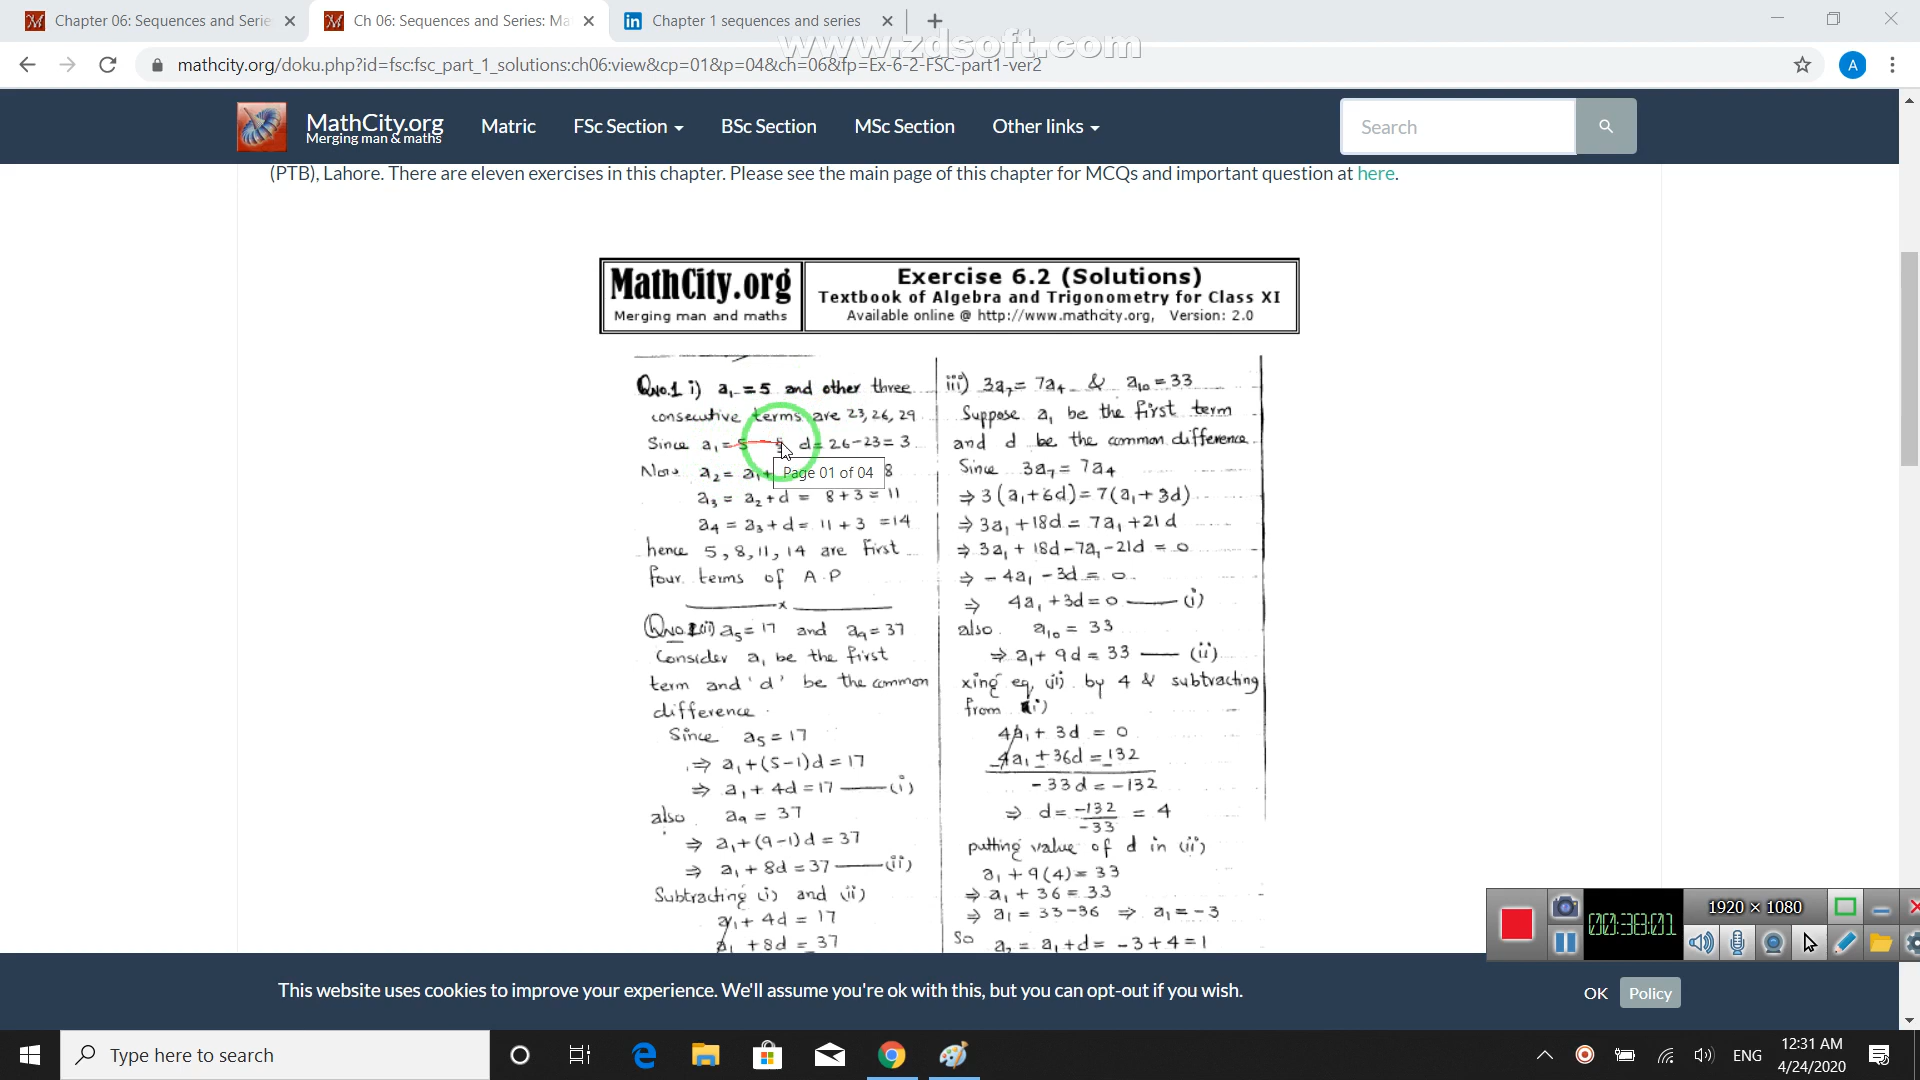 Chapter 06: Sequences and Serie
Ch 06: Sequences and Series: Ma
Chapter 1 sequences and series
www.zdsoft.com
mathcity.org/doku.php?id=fsc:fsc_part_1_solutions:ch06:view&cp=01&p=04&ch=06&fp=Ex-6-2-FSC-part1-ver2
A
MathCity.org
Merging man & maths
Matric
FSc Section
BSc Section
MSc Section
Other links
Search
(PTB), Lahore. There are eleven exercises in this chapter. Please see the main page of this chapter for MCQs and important question at here.
MathCity.org
Merging man and maths
Exercise 6.2 (Solutions)
Textbook of Algebra and Trigonometry for Class XI
Available online @ http://www.mathcity.org, Version: 2.0
Qno.1 i) a₁ = 5 and other three
consecutive terms are 23, 26, 29
Since a₁ = 5 d = 26-23 = 3
Now a₂ = a₁+ 8
Page 01 of 04
a₃ = a₂+d = 8+3 = 11
a₄ = a₃+d = 11+3 = 14
hence 5, 8, 11, 14 are first
four terms of A.P
x
QNo1(ii) a₅ = 17 and a₉ = 37
Consider a₁ be the first
term and 'd' be the common
difference.
Since a₅ = 17
⇒ a₁+(5-1)d = 17
⇒ a₁ + 4d = 17 —— (i)
also a₉ = 37
⇒ a₁+(9-1)d = 37
⇒ a₁ + 8d = 37 —— (ii)
Subtracting (i) and (ii)
a₁ + 4d = 17
a₁ + 8d = 37
iii) 3a₇ = 7a₄ & a₁₀ = 33
Suppose a₁ be the first term
and d be the common difference
Since 3a₇ = 7a₄
⇒ 3(a₁+6d) = 7(a₁+3d)
⇒ 3a₁ + 18d = 7a₁ + 21d
⇒ 3a₁ + 18d - 7a₁ - 21d = 0
⇒ -4a₁ - 3d = 0
⇒ 4a₁ + 3d = 0 —— (i)
also a₁₀ = 33
⇒ a₁ + 9d = 33 —— (ii)
xing eq (ii) by 4 & subtracting
from (i)
4a₁ + 3d = 0
-4a₁ ± 36d = _132
-33d = -132
⇒ d = -132/-33 = 4
putting value of d in (ii)
a₁ + 9(4) = 33
⇒ a₁ + 36 = 33
⇒ a₁ = 33-36 ⇒ a₁ = -3
So a₂ = a₁+d = -3+4 = 1
1920 × 1080
00:38:01
This website uses cookies to improve your experience. We'll assume you're ok with this, but you can opt-out if you wish.
OK
Policy
Type here to search
ENG
12:31 AM
4/24/2020